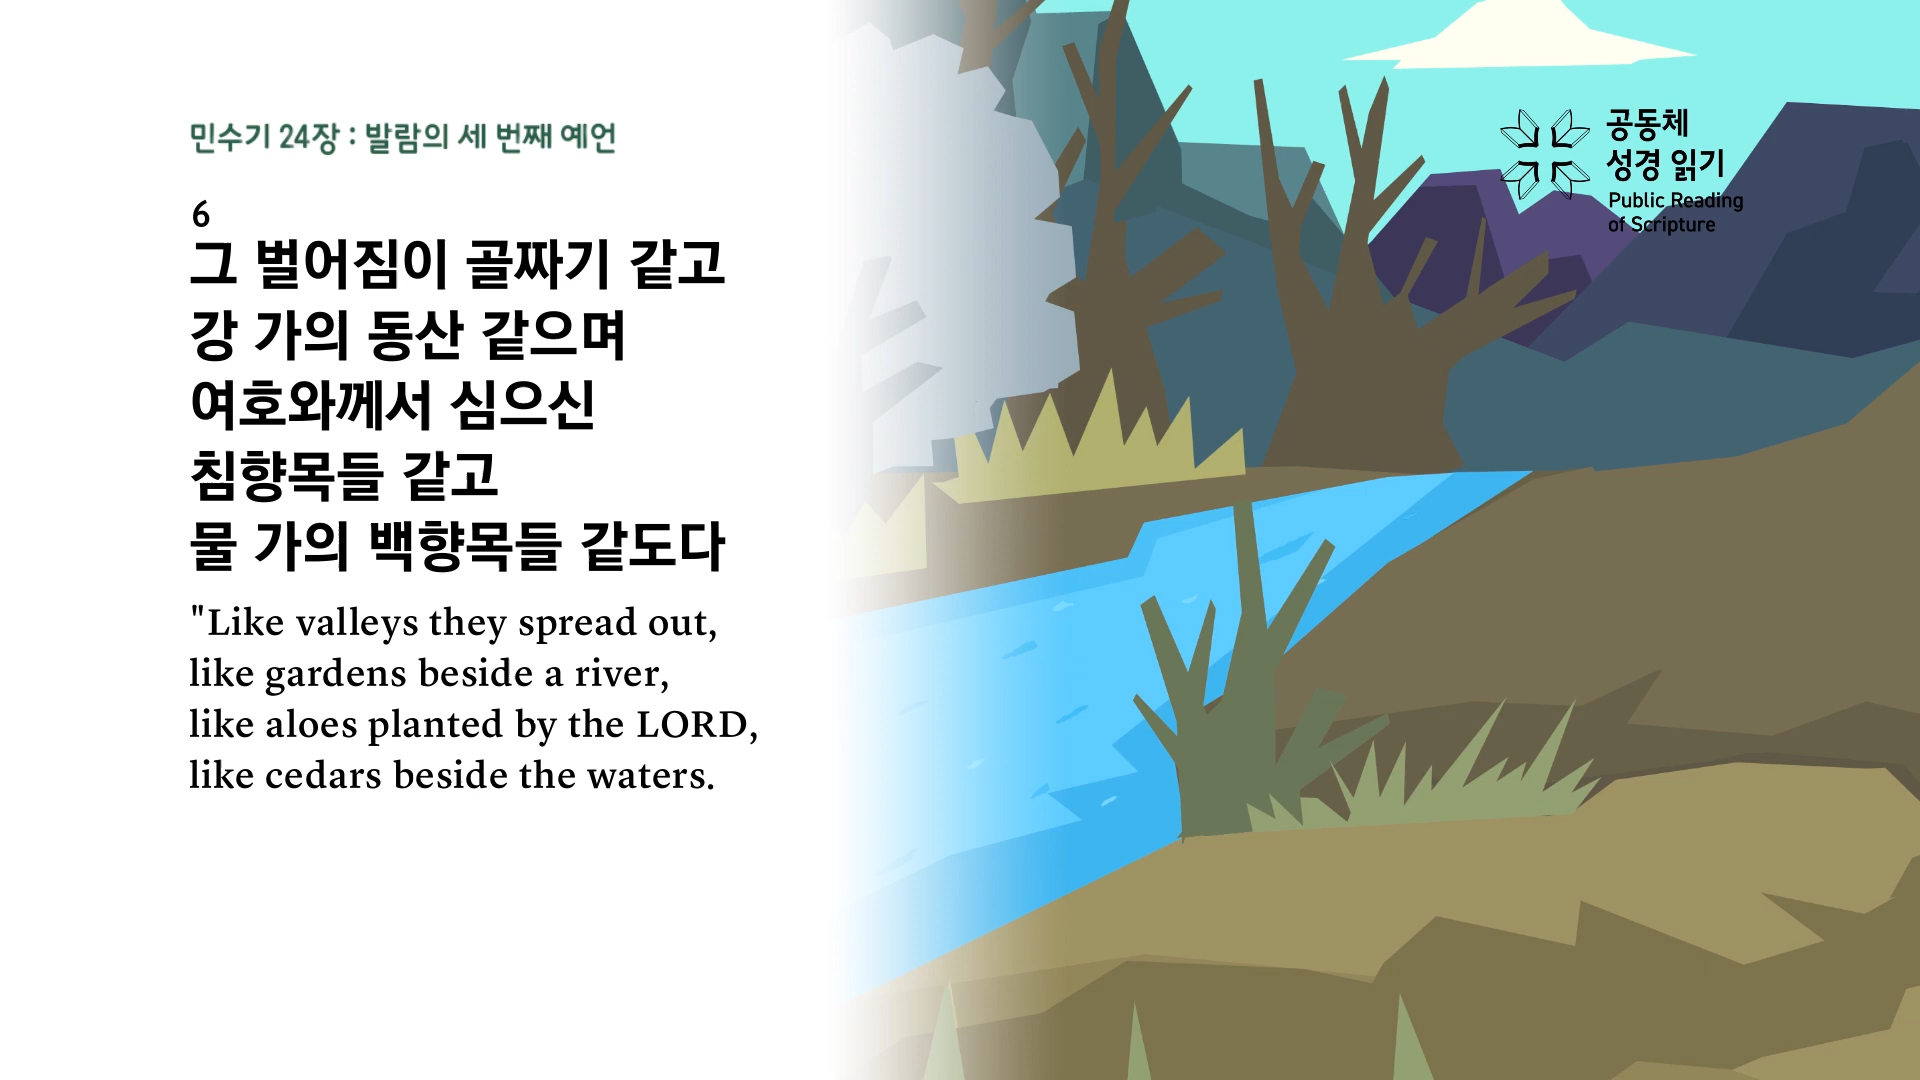 민수기 24장 : 발람의 세 번째 예언
6
그 벌어짐이 골짜기 같고
강 가의 동산 같으며
여호와께서 심으신
침향목들 같고
물 가의 백향목들 같도다
"Like valleys they spread out,
like gardens beside a river,
like aloes planted by the LORD,
like cedars beside the waters.
공동체
성경 읽기
Public Reading
of Scripture